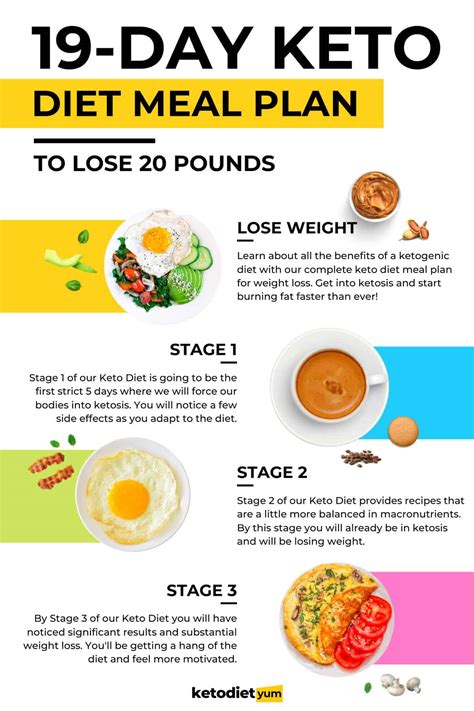 19-DAY KETO
DIET MEAL PLAN
TO LOSE 20 POUNDS
LOSE WEIGHT
Learn about all the benefits of a ketogenic
diet with our complete keto diet meal plan
for weight loss. Get into ketosis and start
burning fat faster than ever!
STAGE 1
Stage 1 of our Keto Diet is going to be the
first strict 5 days where we will force our
bodies into ketosis. You will notice a few
side effects as you adapt to the diet.
STAGE 2
Stage 2 of our Keto Diet provides recipes that
are a little more balanced in macronutrients.
By this stage you will already be in ketosis
and will be losing weight.
STAGE 3
By Stage 3 of our Keto Diet you will have
noticed significant results and substantial
weight loss. You'll be getting a hang of the
diet and feel more motivated.
ketodiet yum